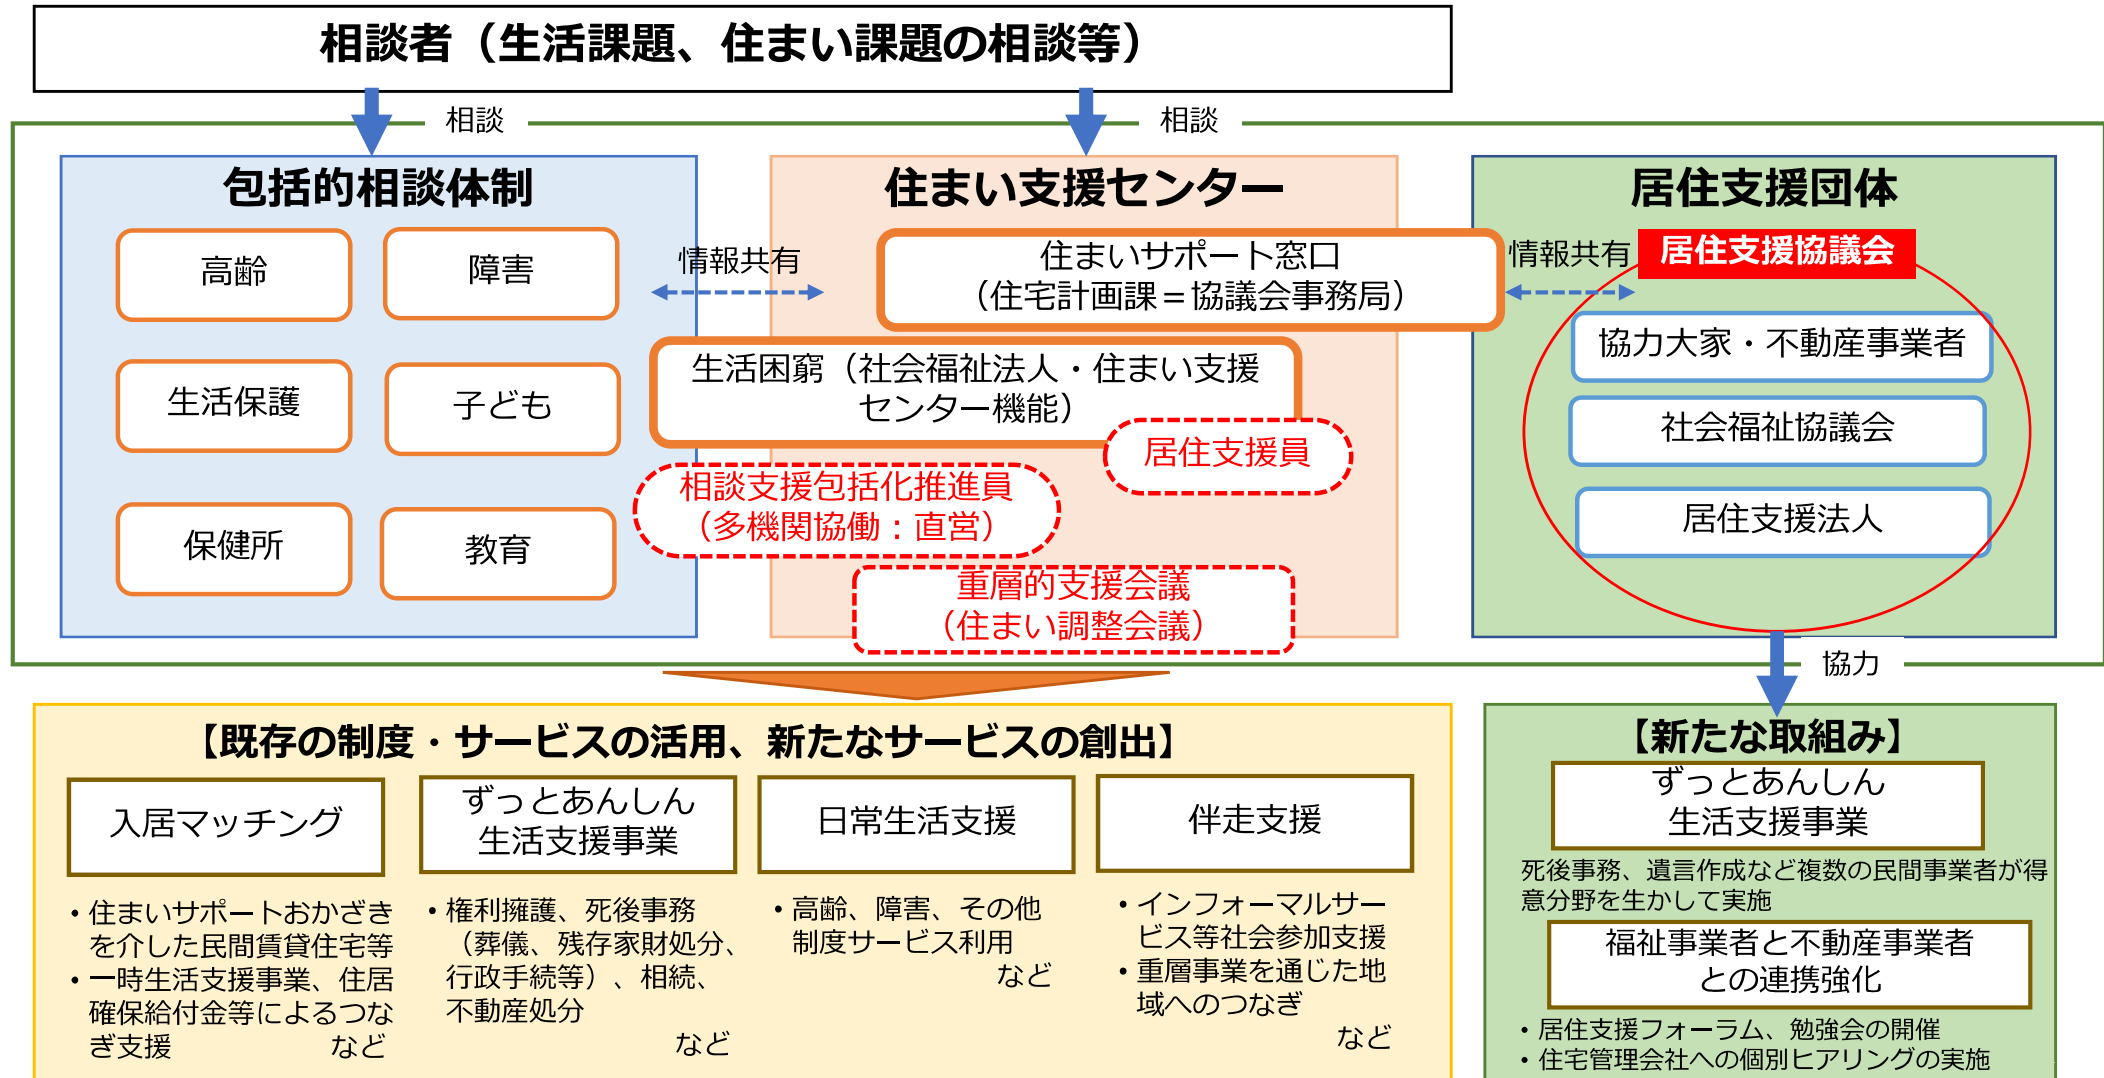 相談者（生活課題、住まい課題の相談等）
相談
相談
包括的相談体制
高齢
障害
生活保護
子ども
保健所
教育
情報共有
住まい支援センター
住まいサポート窓口
（住宅計画課＝協議会事務局）
生活困窮（社会福祉法人・住まい支援
センター機能）
居住支援員
相談支援包括化推進員
（多機関協働：直営）
重層的支援会議
（住まい調整会議）
情報共有
居住支援団体
居住支援協議会
協力大家・不動産事業者
社会福祉協議会
居住支援法人
協力
【既存の制度・サービスの活用、新たなサービスの創出】
入居マッチング
・住まいサポートおかざき
を介した民間賃貸住宅等
・一時生活支援事業、住居
確保給付金等によるつな
ぎ支援　など
ずっとあんしん
生活支援事業
・権利擁護、死後事務
（葬儀、残存家財処分、
行政手続等）、相続、
不動産処分
など
日常生活支援
・高齢、障害、その他
制度サービス利用
など
伴走支援
・インフォーマルサー
ビス等社会参加支援
・重層事業を通じた地
域へのつなぎ
など
【新たな取組み】
ずっとあんしん
生活支援事業
死後事務、遺言作成など複数の民間事業者が得
意分野を生かして実施
福祉事業者と不動産事業者
との連携強化
・居住支援フォーラム、勉強会の開催
・住宅管理会社への個別ヒアリングの実施